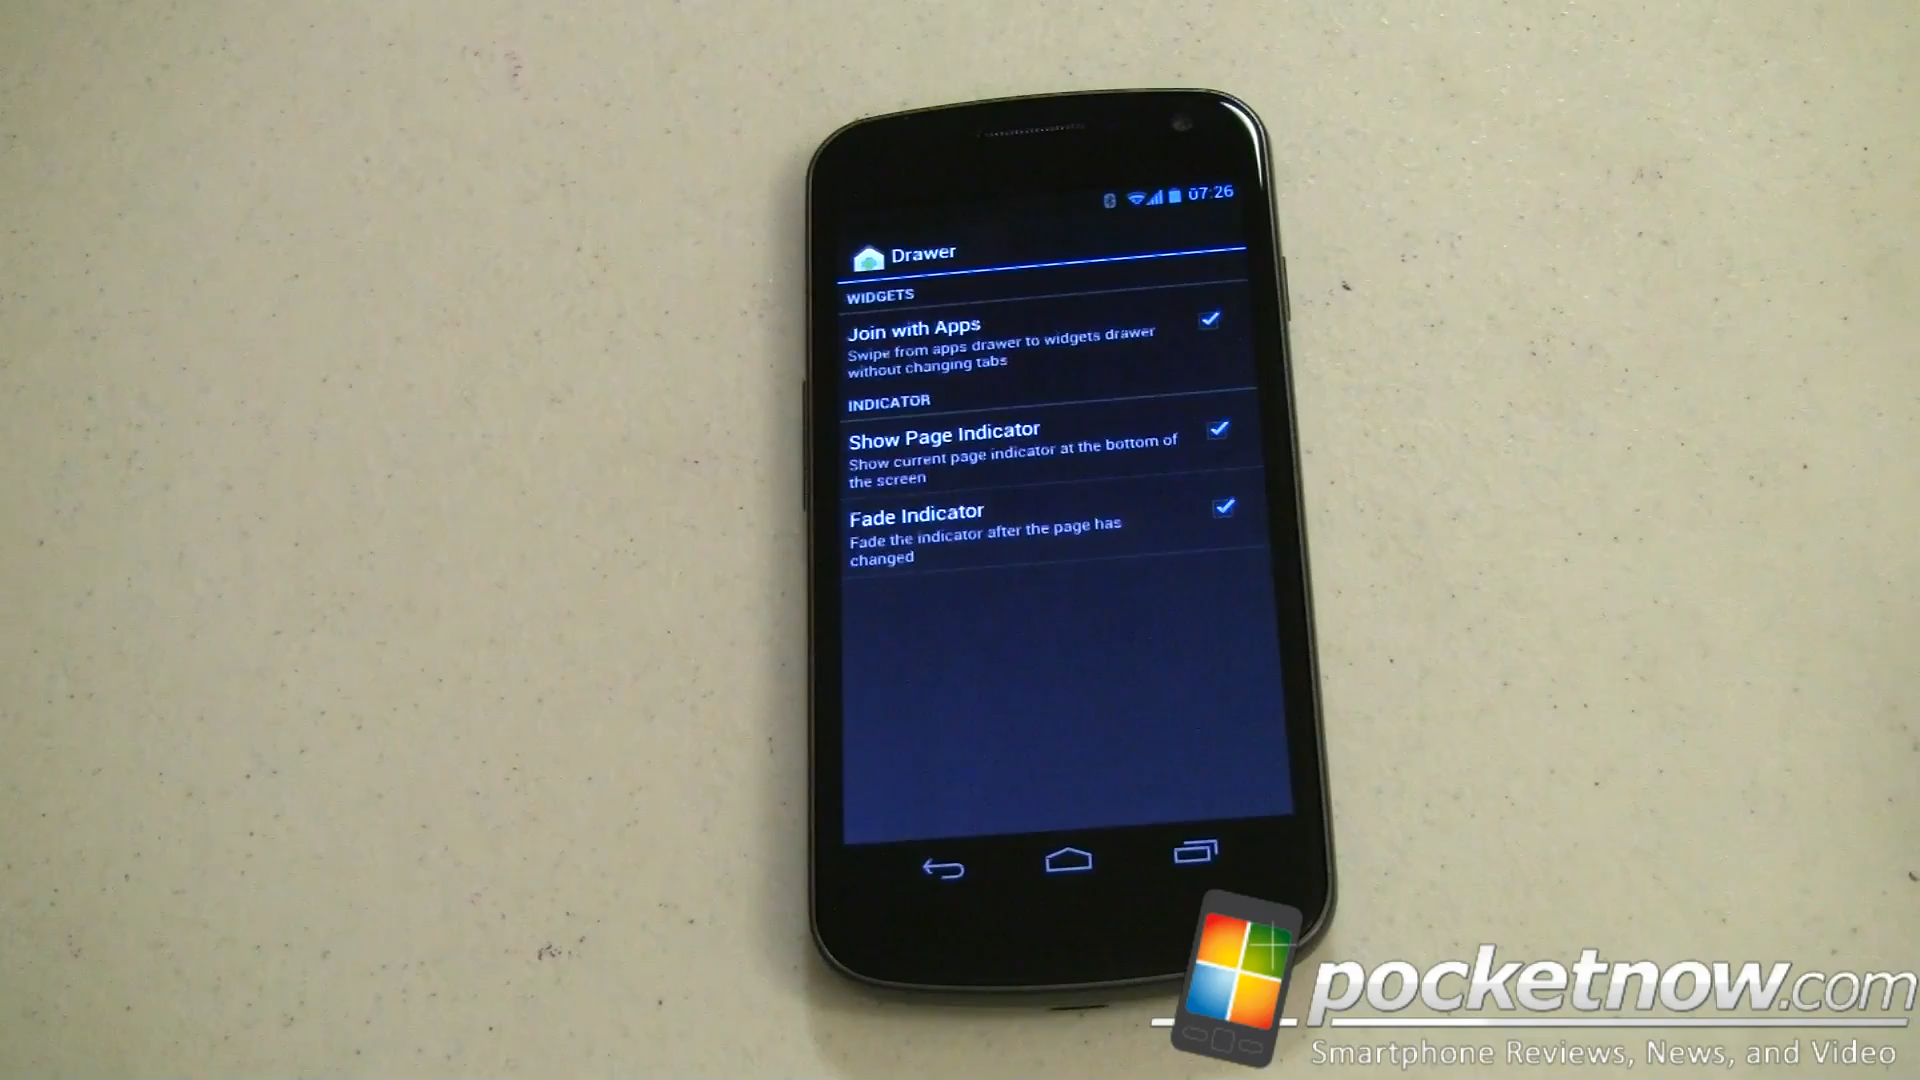 07:26
Drawer
WIDGETS
Join with Apps
Swipe from apps drawer to widgets drawer
without changing tabs
INDICATOR
Show Page Indicator
Show current page indicator at the bottom of
the screen
Fade Indicator
Fade the indicator after the page has
changed
pocketnow.com
Smartphone Reviews, News, and Video